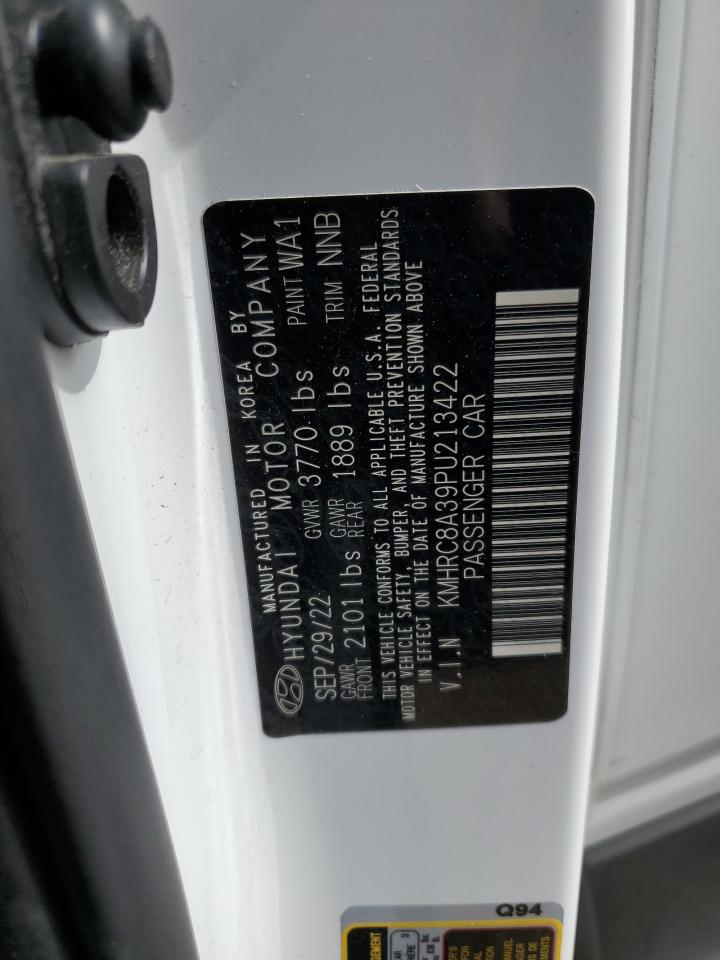 MANUFACTURED IN KOREA BY
HYUNDAI MOTOR COMPANY
SEP/29/22 GVWR 3770 lbs PAINT WA1
GAWR FRONT 2101 lbs GAWR REAR 1889 lbs TRIM NNB
THIS VEHICLE CONFORMS TO ALL APPLICABLE U.S.A. FEDERAL
MOTOR VEHICLE SAFETY, BUMPER, AND THEFT PREVENTION STANDARDS
IN EFFECT ON THE DATE OF MANUFACTURE SHOWN ABOVE
V.I.N KMHRC8A39PU213422
PASSENGER CAR
Q94